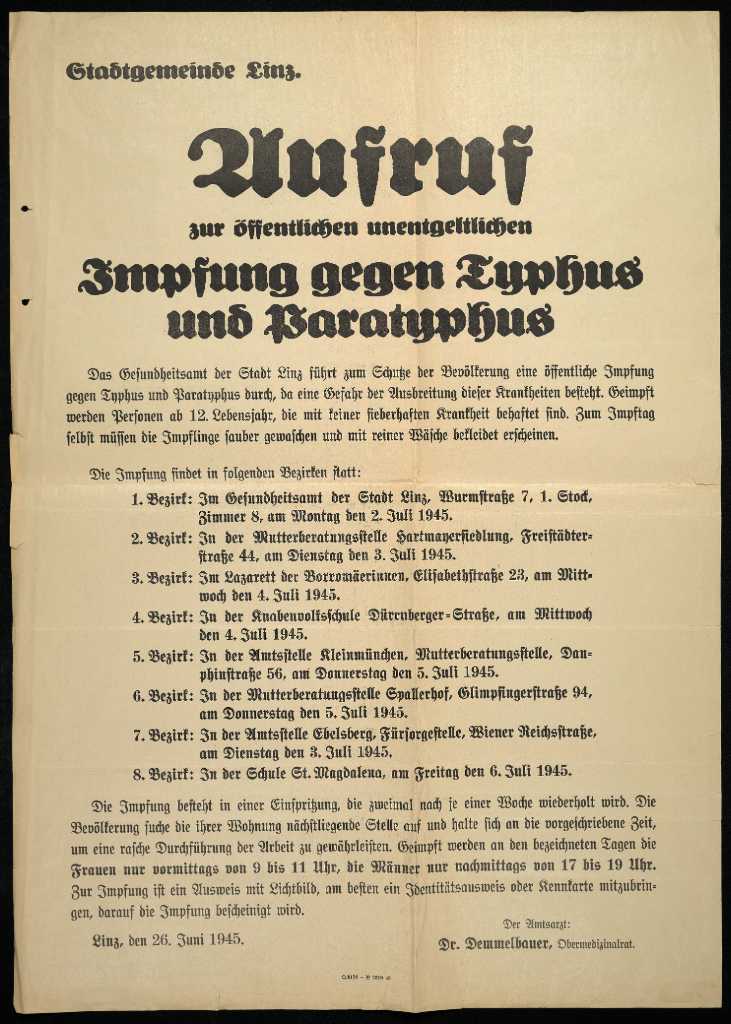 Stadtgemeinde Linz.
Aufruf
zur öffentlichen unentgeltlichen
Impfung gegen Typhus
und Paratyphus
Das Gesundheitsamt der Stadt Linz führt zum Schutze der Bevölkerung eine öffentliche Impfung
gegen Typhus und Paratyphus durch, da eine Gefahr der Ausbreitung dieser Krankheiten besteht. Geimpft
werden Personen ab 12. Lebensjahr, die mit keiner fieberhaften Krankheit behaftet sind. Zum Impftag
selbst müssen die Impflinge sauber gewaschen und mit reiner Wäsche bekleidet erscheinen.
Die Impfung findet in folgenden Bezirken statt:
1. Bezirk: Im Gesundheitsamt der Stadt Linz, Wurmstraße 7, 1. Stock,
Zimmer 8, am Montag den 2. Juli 1945.
2. Bezirk: In der Mutterberatungsstelle Hartmayersiedlung, Freistädter-
straße 44, am Dienstag den 3. Juli 1945.
3. Bezirk: Im Lazarett der Borromäerinnen, Elisabethstraße 23, am Mitt-
woch den 4. Juli 1945.
4. Bezirk: In der Knabenvolksschule Dürrnberger-Straße, am Mittwoch
den 4. Juli 1945.
5. Bezirk: In der Amtsstelle Kleinmünchen, Mutterberatungsstelle, Dau-
phinstraße 56, am Donnerstag den 5. Juli 1945.
6. Bezirk: In der Mutterberatungsstelle Spallerhof, Glimpfingerstraße 94,
am Donnerstag den 5. Juli 1945.
7. Bezirk: In der Amtsstelle Ebelsberg, Fürsorgestelle, Wiener Reichsstraße,
am Dienstag den 3. Juli 1945.
8. Bezirk: In der Schule St. Magdalena, am Freitag den 6. Juli 1945.
Die Impfung besteht in einer Einspritzung, die zweimal nach je einer Woche wiederholt wird. Die
Bevölkerung suche die ihrer Wohnung nächstliegende Stelle auf und halte sich an die vorgeschriebene Zeit,
um eine rasche Durchführung der Arbeit zu gewährleisten. Geimpft werden an den bezeichneten Tagen die
Frauen nur vormittags von 9 bis 11 Uhr, die Männer nur nachmittags von 17 bis 19 Uhr.
Zur Impfung ist ein Ausweis mit Lichtbild, am besten ein Identitätsausweis oder Kennkarte mitzubrin-
gen, darauf die Impfung bescheinigt wird.
Der Amtsarzt:
Linz, den 26. Juni 1945.
Dr. Demmelbauer, Obermedizinalrat.